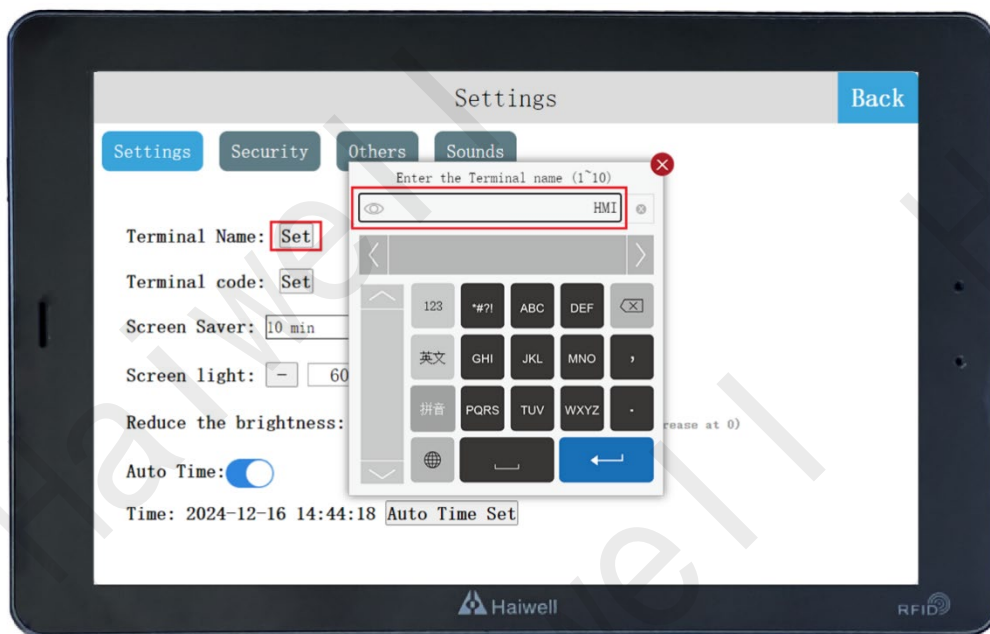 Settings
Back
Settings Security Others Sounds
Enter the Terminal name (1~10)
HMI
Terminal Name: Set
Terminal code: Set
Screen Saver: 10 min
Screen light: - 60
Reduce the brightness: rease at 0)
Auto Time:
Time: 2024-12-16 14:44:18 Auto Time Set
123 *#?! ABC DEF
英文 GHI JKL MNO ,
拼音 PQRS TUV WXYZ .
Haiwell
RFID
Haiwell